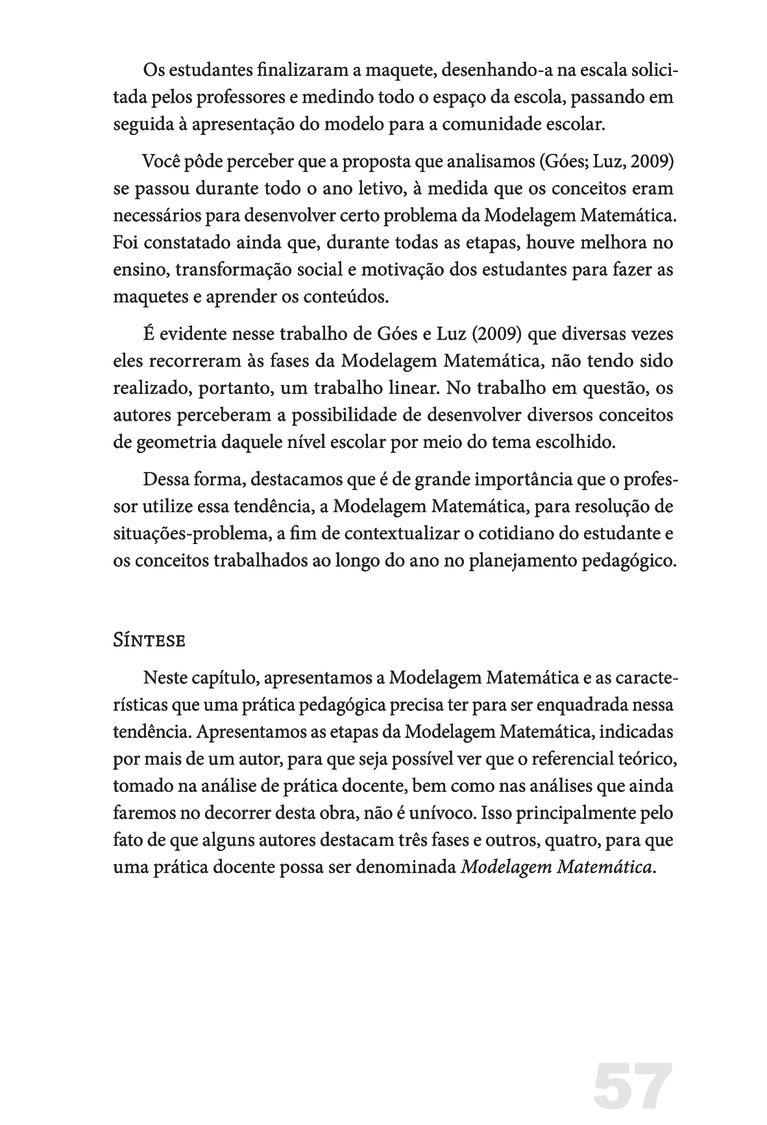 Os estudantes finalizaram a maquete, desenhando-a na escala solici-
tada pelos professores e medindo todo o espaço da escola, passando em
seguida à apresentação do modelo para a comunidade escolar.
Você pôde perceber que a proposta que analisamos (Góes; Luz, 2009)
se passou durante todo o ano letivo, à medida que os conceitos eram
necessários para desenvolver certo problema da Modelagem Matemática.
Foi constatado ainda que, durante todas as etapas, houve melhora no
ensino, transformação social e motivação dos estudantes para fazer as
maquetes e aprender os conteúdos.
É evidente nesse trabalho de Góes e Luz (2009) que diversas vezes
eles recorreram às fases da Modelagem Matemática, não tendo sido
realizado, portanto, um trabalho linear. No trabalho em questão, os
autores perceberam a possibilidade de desenvolver diversos conceitos
de geometria daquele nível escolar por meio do tema escolhido.
Dessa forma, destacamos que é de grande importância que o profes-
sor utilize essa tendência, a Modelagem Matemática, para resolução de
situações-problema, a fim de contextualizar o cotidiano do estudante e
os conceitos trabalhados ao longo do ano no planejamento pedagógico.
Síntese
Neste capítulo, apresentamos a Modelagem Matemática e as caracte-
rísticas que uma prática pedagógica precisa ter para ser enquadrada nessa
tendência. Apresentamos as etapas da Modelagem Matemática, indicadas
por mais de um autor, para que seja possível ver que o referencial teórico,
tomado na análise de prática docente, bem como nas análises que ainda
faremos no decorrer desta obra, não é unívoco. Isso principalmente pelo
fato de que alguns autores destacam três fases e outros, quatro, para que
uma prática docente possa ser denominada Modelagem Matemática.
57